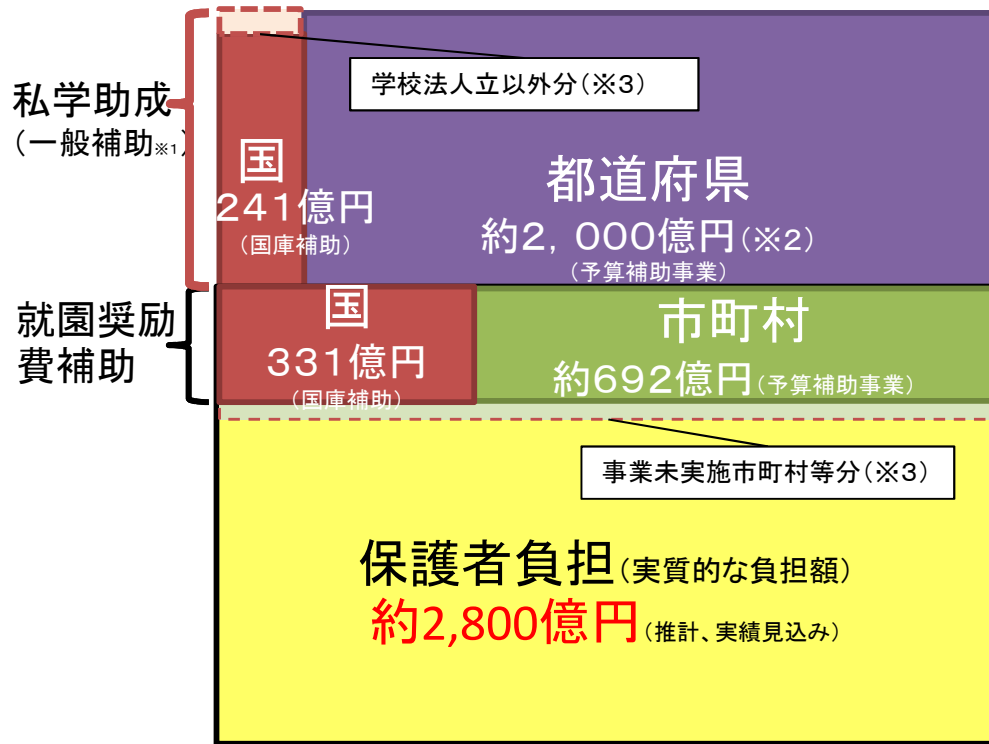 私学助成
（一般補助※1）
学校法人立以外分(※3)
国
241億円
（国庫補助）
都道府県
約2，000億円(※2)
（予算補助事業）
就園奨励
費補助
国
331億円
（国庫補助）
市町村
約692億円(予算補助事業)
事業未実施市町村等分(※3)
保護者負担(実質的な負担額)
約2,800億円(推計、実績見込み)